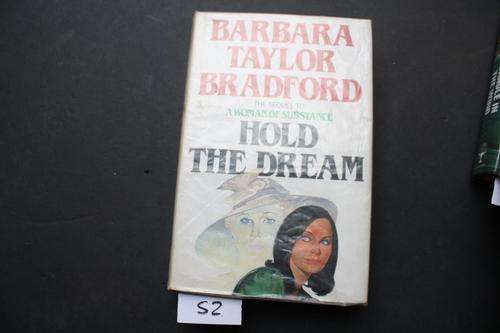 BARBARA
TAYLOR
BRADFORD
THE SEQUEL TO
A WOMAN OF SUBSTANCE
HOLD
THE DREAM
S2